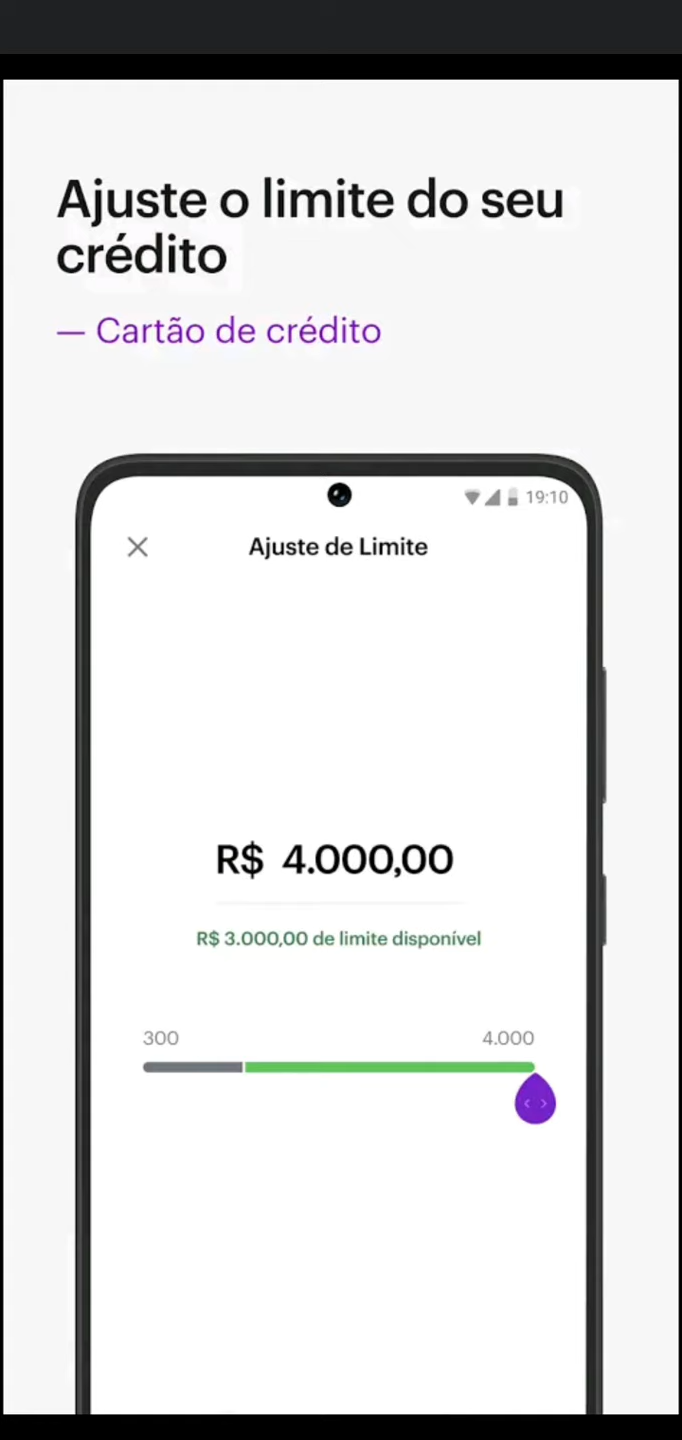 Ajuste o limite do seu
crédito
— Cartão de crédito
19:10
Ajuste de Limite
R$ 4.000,00
R$ 3.000,00 de limite disponível
300 4.000